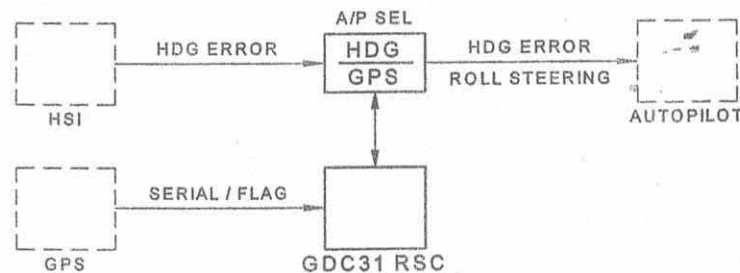 A/P SEL
HDG ERROR
HDG
GPS
HDG ERROR
ROLL STEERING
HSI
AUTOPILOT
SERIAL / FLAG
GPS
GDC31 RSC